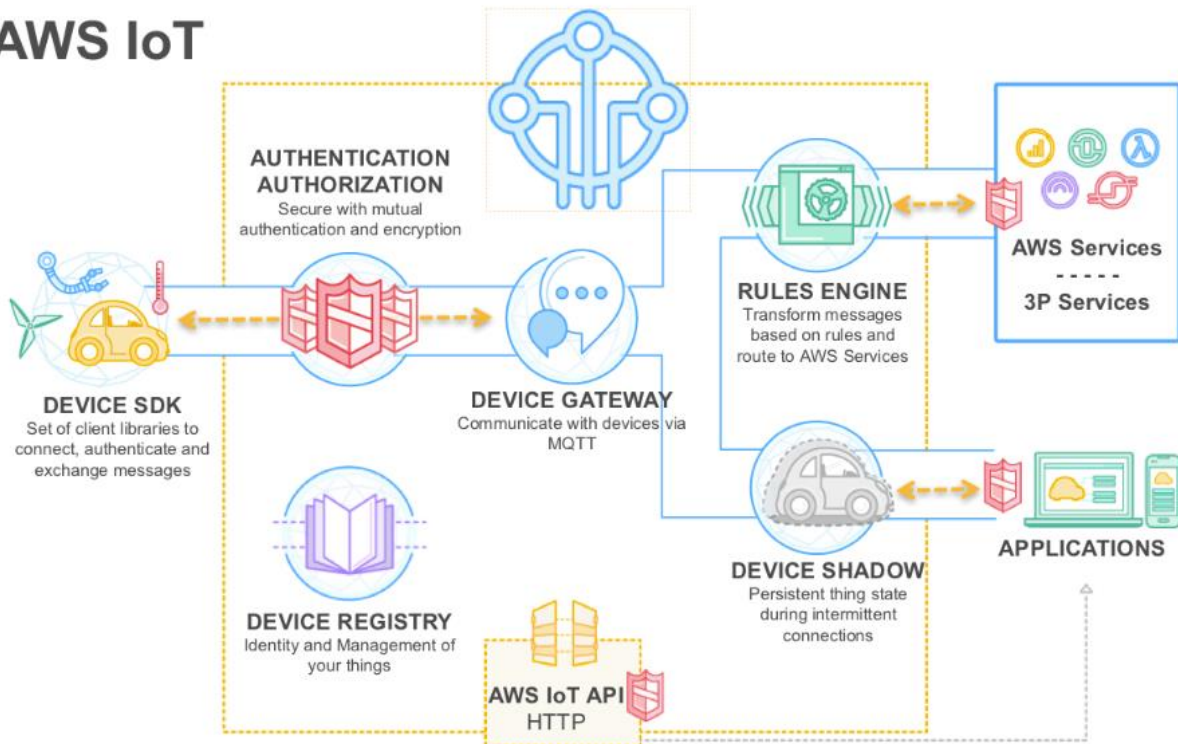 AWS IoT
AUTHENTICATION
AUTHORIZATION
Secure with mutual
authentication and encryption
DEVICE SDK
Set of client libraries to
connect, authenticate and
exchange messages
DEVICE GATEWAY
Communicate with devices via
MQTT
RULES ENGINE
Transform messages
based on rules and
route to AWS Services
AWS Services
- - - - -
3P Services
DEVICE REGISTRY
Identity and Management of
your things
DEVICE SHADOW
Persistent thing state
during intermittent
connections
APPLICATIONS
AWS IoT API
HTTP